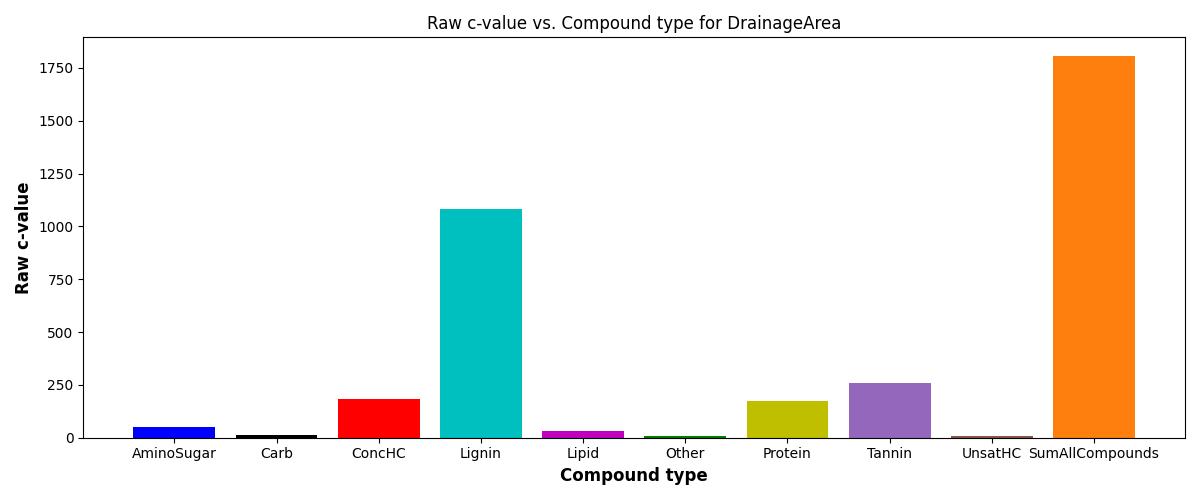 Raw c-value vs. Compound type for DrainageArea
1750
1500
1250
1000
750
500
250
0
Raw c-value
AminoSugar Carb ConcHC Lignin Lipid Other Protein Tannin UnsatHC SumAllCompounds
Compound type